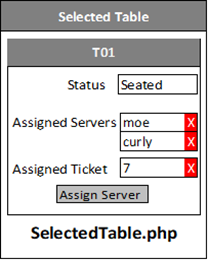 Selected Table
T01
Status Seated
Assigned Servers moe X
curly X
Assigned Ticket 7 X
Assign Server
SelectedTable.php